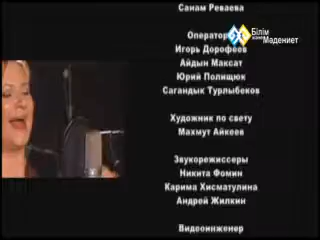 Санам Реваева
Білім
Мәдениет
Оператор
Игорь Дорофеев
Айдын Максат
Юрий Полищюк
Сагандык Турлыбеков
Художник по свету
Махмут Айкеев
Звукорежиссеры
Никита Фомин
Карима Хисматулина
Андрей Жилкин
Видеоинженер